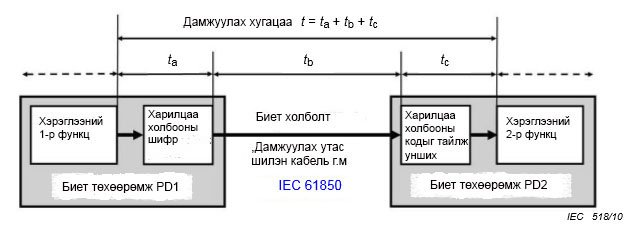 Дамжуулах хугацаа t = ta + tb + tc
ta
tb
tc
Хэрэглээний
1-р функц
Харилцаа
холбооны
шифр
Биет холболт
,Дамжуулах утас
шилэн кабель г.м
IEC 61850
Харилцаа
холбооны
кодыг тайлж
унших
Хэрэглээний
2-р функц
Биет төхөөрөмж PD1
Биет төхөөрөмж PD2
IEC 518/10